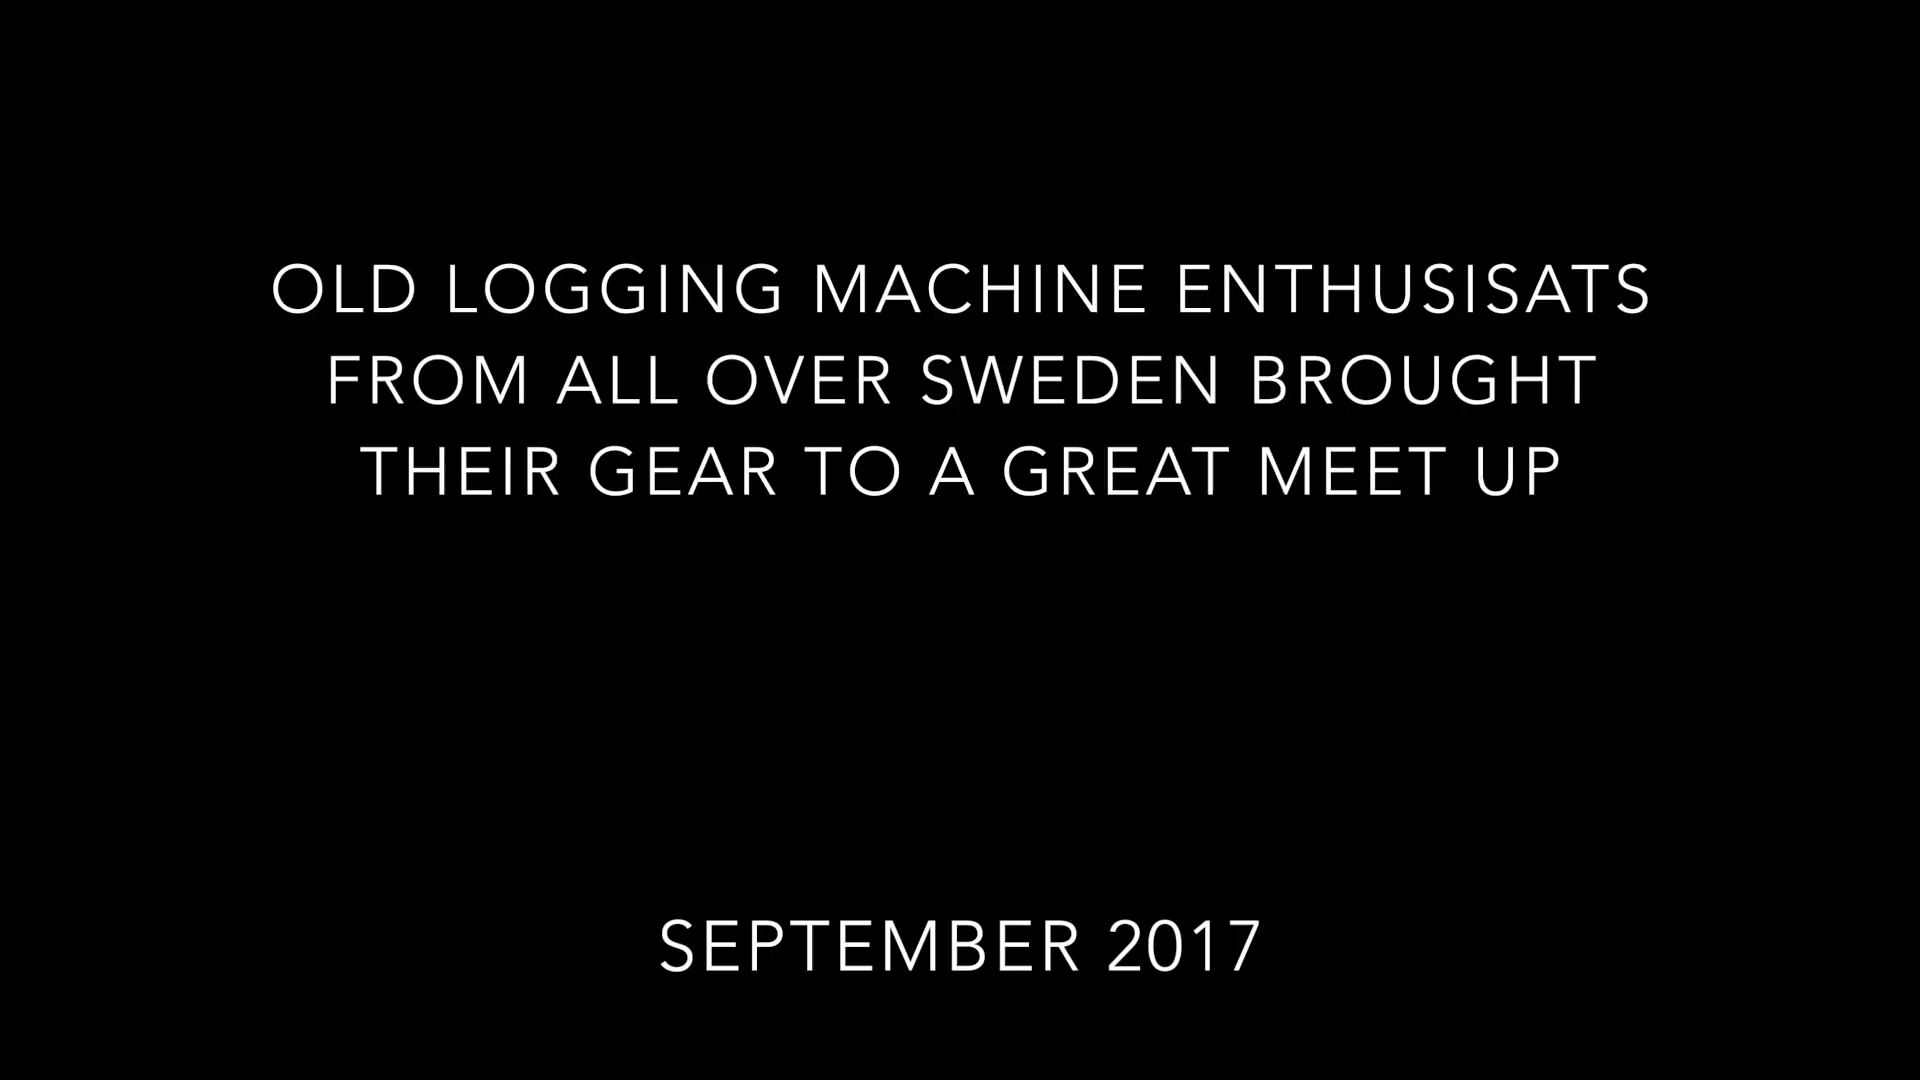 OLD LOGGING MACHINE ENTHUSISATS
FROM ALL OVER SWEDEN BROUGHT
THEIR GEAR TO A GREAT MEET UP
SEPTEMBER 2017